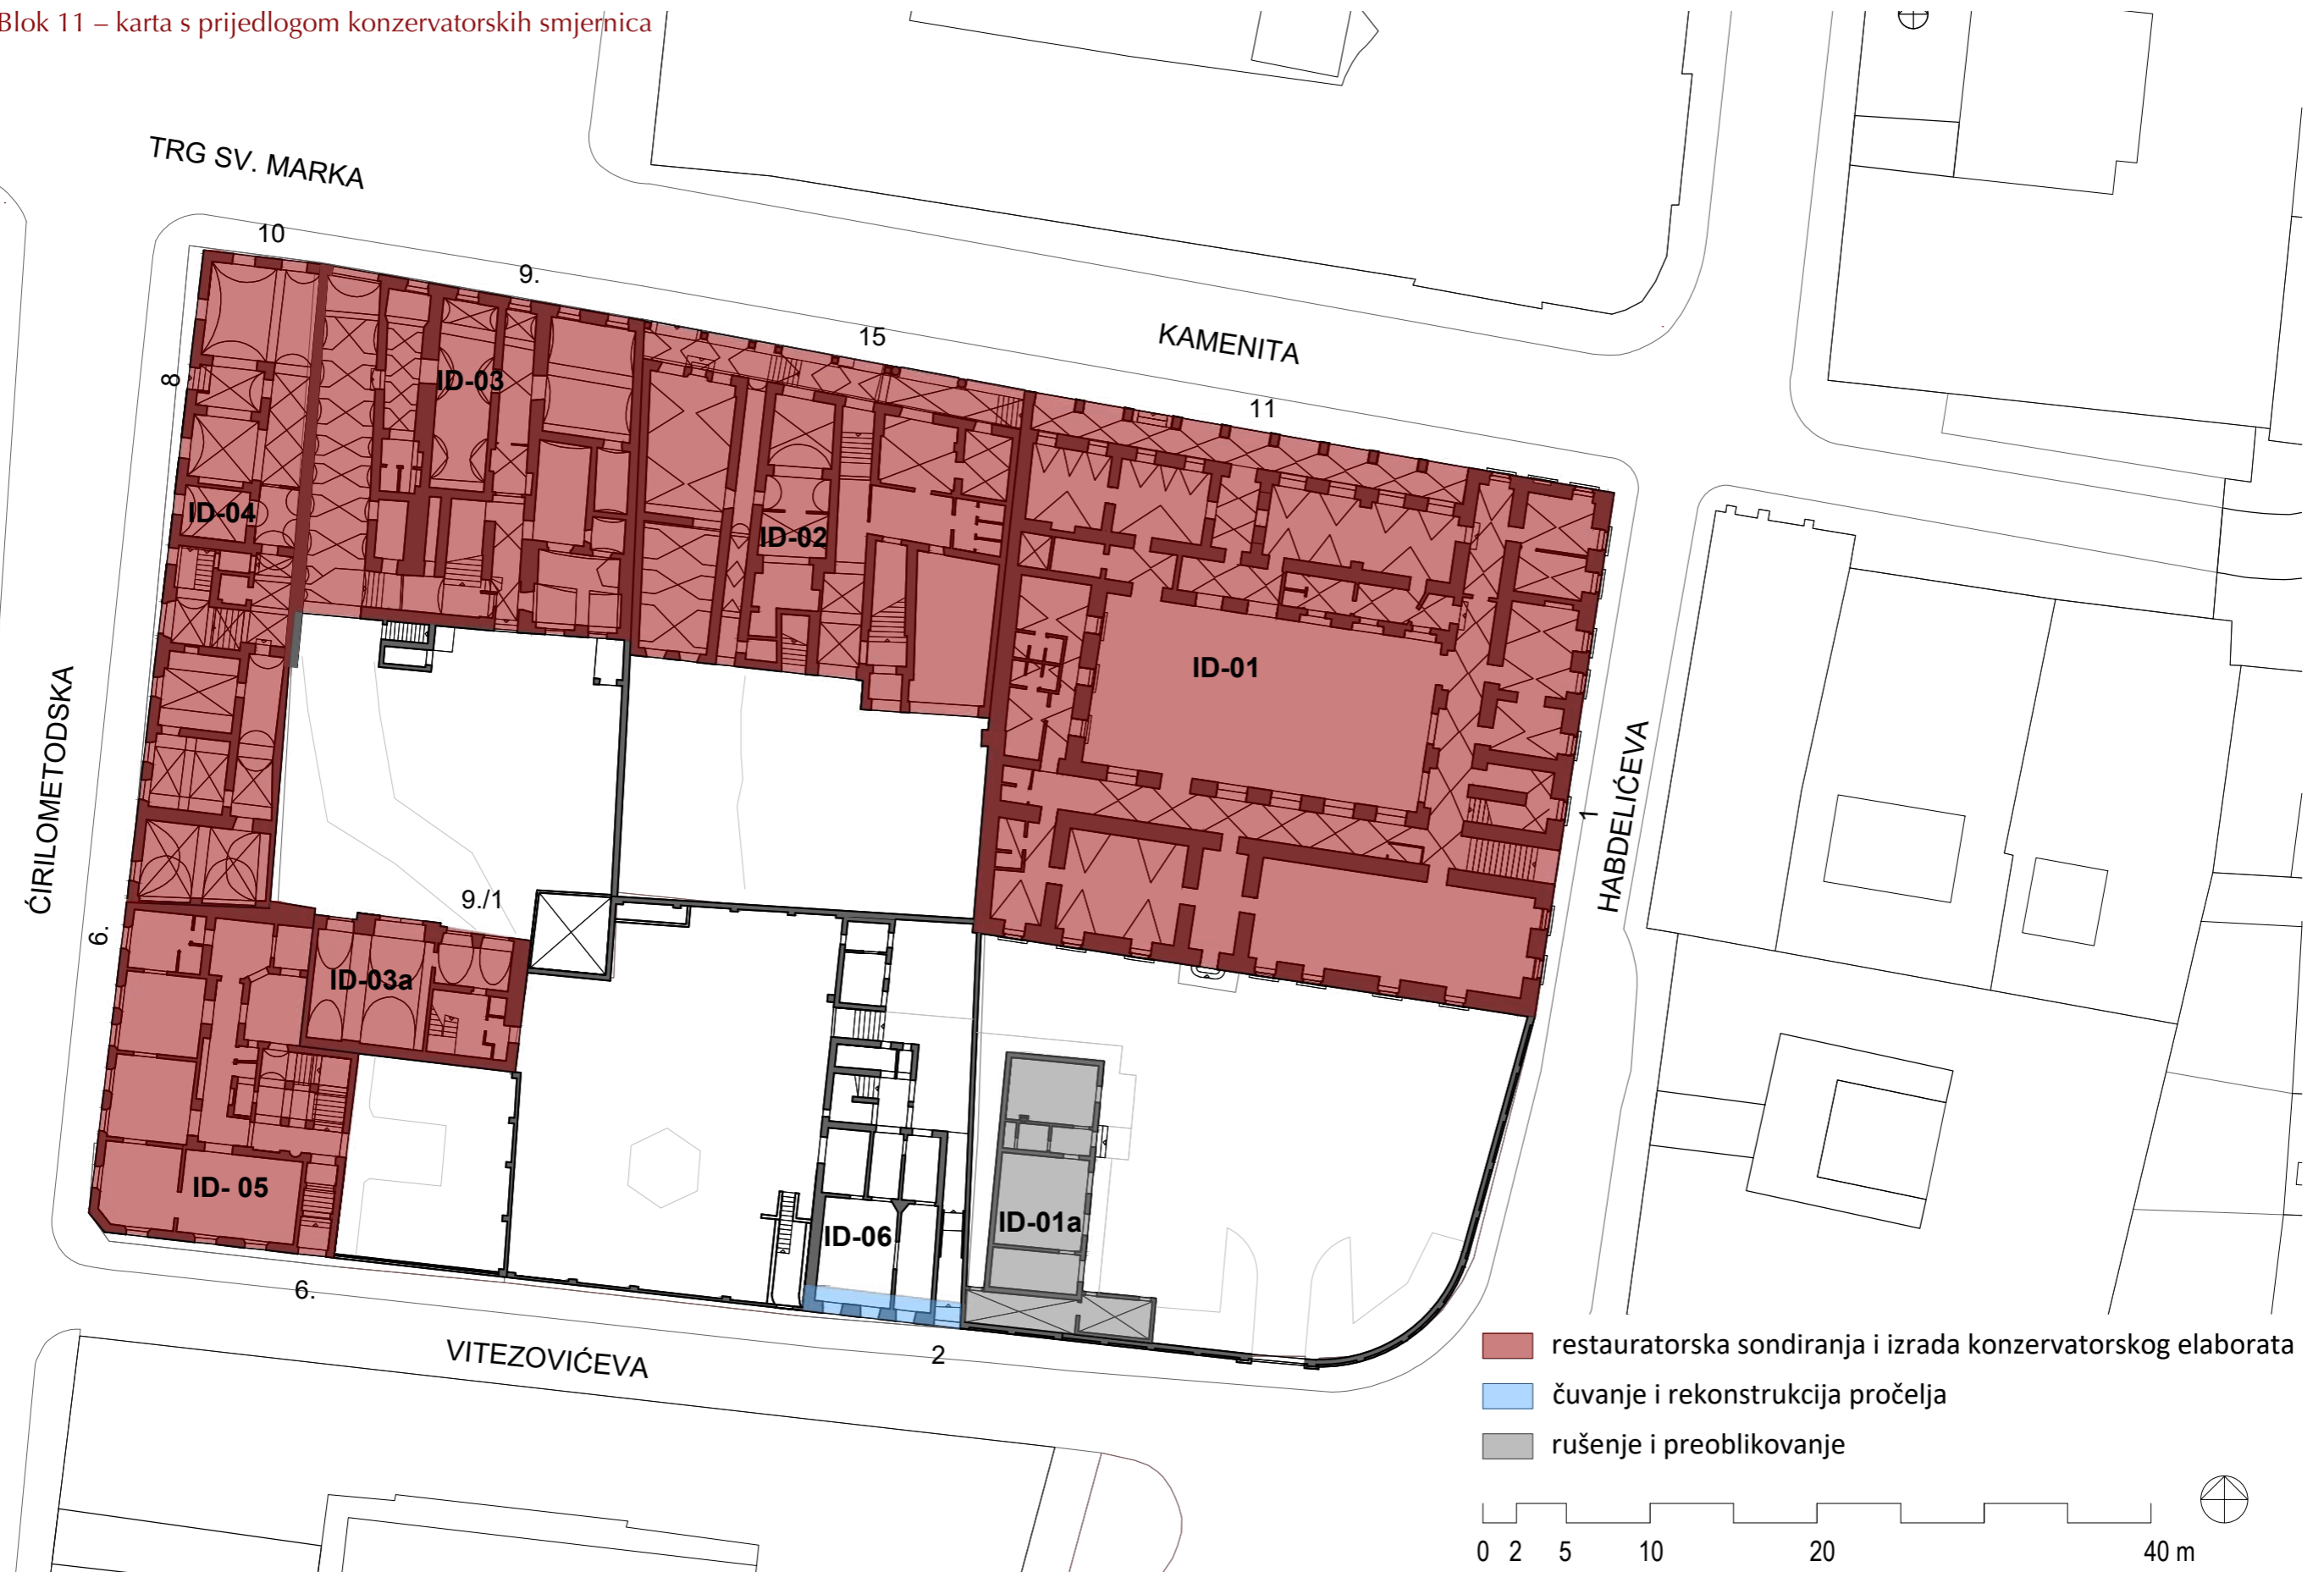 Blok 11 – karta s prijedlogom konzervatorskih smjernica
TRG SV. MARKA
10
9.
15
KAMENITA
11
8
ID-03
ID-04
ID-02
ID-01
ĆIRILOMETODSKA
HABDELIĆEVA
1
9./1
6.
ID-03a
ID- 05
ID-06
ID-01a
6.
VITEZOVIĆEVA
2
restauratorska sondiranja i izrada konzervatorskog elaborata
čuvanje i rekonstrukcija pročelja
rušenje i preoblikovanje
0 2 5 10 20 40 m